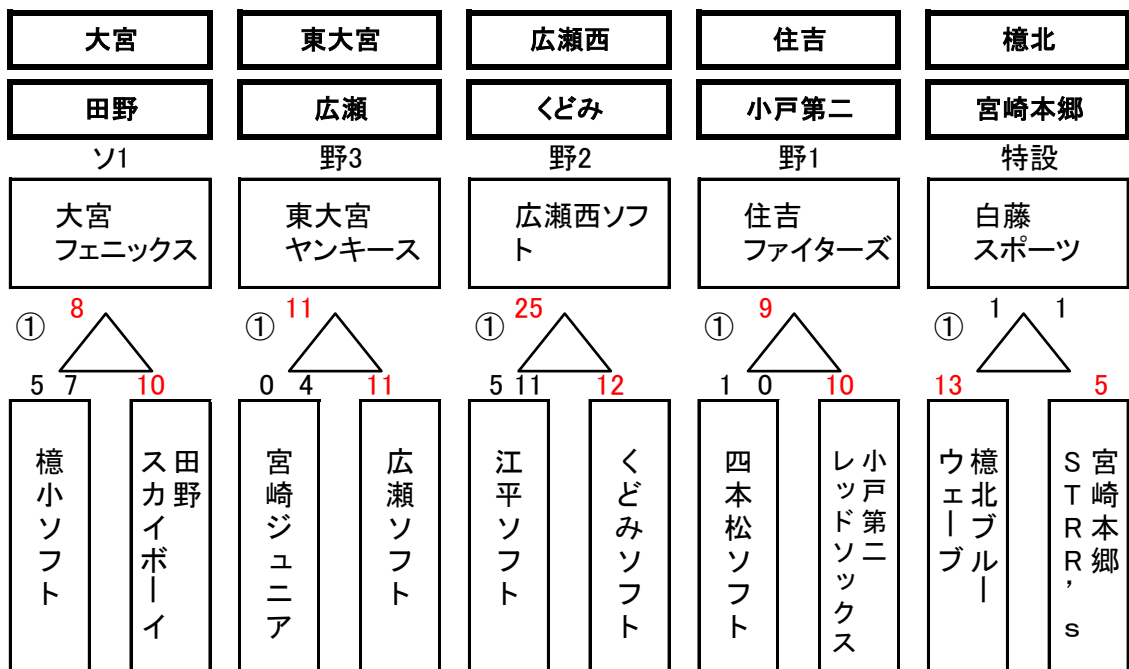 大宮
東大宮
広瀬西
住吉
檍北
田野
広瀬
くどみ
小戸第二
宮崎本郷
ソ1
野3
野2
野1
特設
大宮
フェニックス
東大宮
ヤンキース
広瀬西ソフ
ト
住吉
ファイターズ
白藤
スポーツ
① 8
① 11
① 25
① 9
① 1 1
5 7 10
0 4 11
5 11 12
1 0 10
13 5
檍小ソフト
田野
スカイボーイ
宮崎ジュニア
広瀬ソフト
江平ソフト
くどみソフト
四本松ソフト
小戸第二
レッドソックス
檍北ブルー
ウェーブ
宮崎本郷
STRR’s